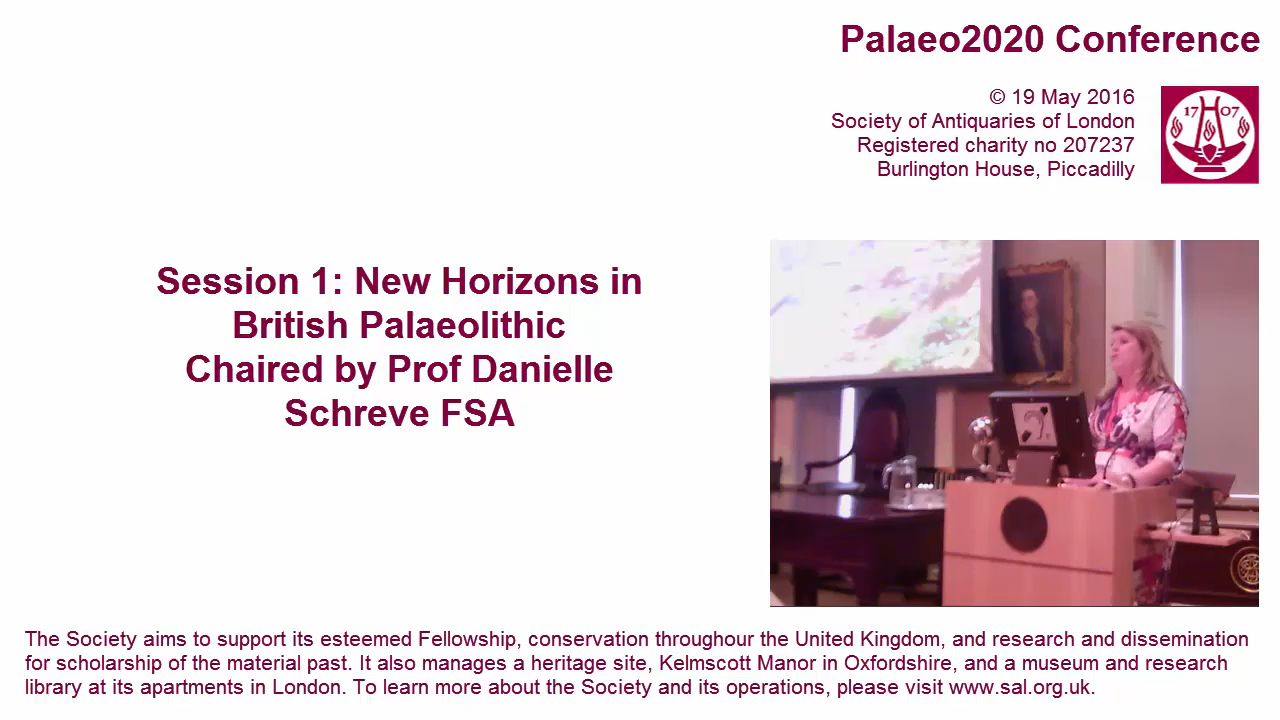 Palaeo2020 Conference
© 19 May 2016
Society of Antiquaries of London
Registered charity no 207237
Burlington House, Piccadilly
17 07
Session 1: New Horizons in
British Palaeolithic
Chaired by Prof Danielle
Schreve FSA
The Society aims to support its esteemed Fellowship, conservation throughour the United Kingdom, and research and dissemination
for scholarship of the material past. It also manages a heritage site, Kelmscott Manor in Oxfordshire, and a museum and research
library at its apartments in London. To learn more about the Society and its operations, please visit www.sal.org.uk.